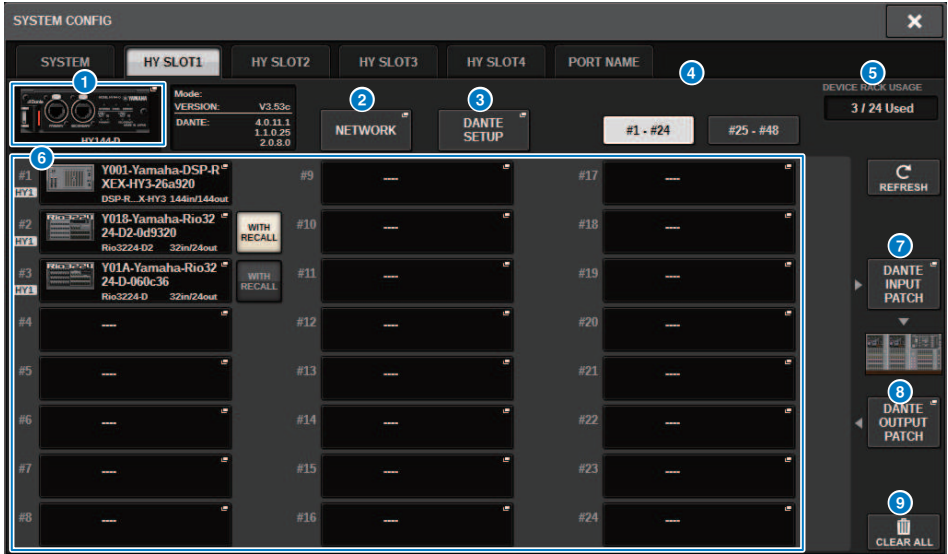 SYSTEM CONFIG
SYSTEM
HY SLOT1
HY SLOT2
HY SLOT3
HY SLOT4
PORT NAME
1
HY144-D
Mode:
VERSION: V3.53c
DANTE: 4.0.11.1
1.1.0.25
2.0.8.0
2
NETWORK
3
DANTE
SETUP
4
#1 - #24
#25 - #48
5
DEVICE RACK USAGE
3 / 24 Used
6
#1
HY1
Y001-Yamaha-DSP-R
XEX-HY3-26a920
DSP-R...X-HY3 144in/144out
#2
HY1
Y018-Yamaha-Rio32
24-D2-0d9320
Rio3224-D2 32in/24out
WITH
RECALL
#3
HY1
Y01A-Yamaha-Rio32
24-D-060c36
Rio3224-D 32in/24out
WITH
RECALL
#4 ----
#5 ----
#6 ----
#7 ----
#8 ----
#9 ----
#10 ----
#11 ----
#12 ----
#13 ----
#14 ----
#15 ----
#16 ----
#17 ----
#18 ----
#19 ----
#20 ----
#21 ----
#22 ----
#23 ----
#24 ----
REFRESH
7
DANTE
INPUT
PATCH
8
DANTE
OUTPUT
PATCH
9
CLEAR ALL